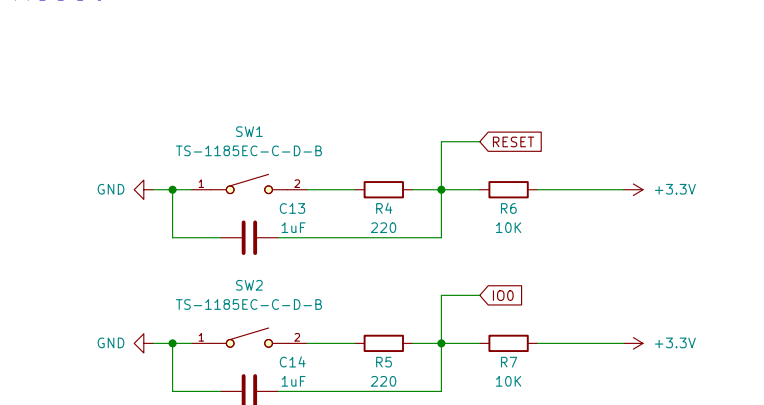 SW1
TS-1185EC-C-D-B
RESET
GND
1
2
+3.3V
C13
1uF
R4
220
R6
10K
SW2
TS-1185EC-C-D-B
IO0
GND
1
2
+3.3V
C14
1uF
R5
220
R7
10K